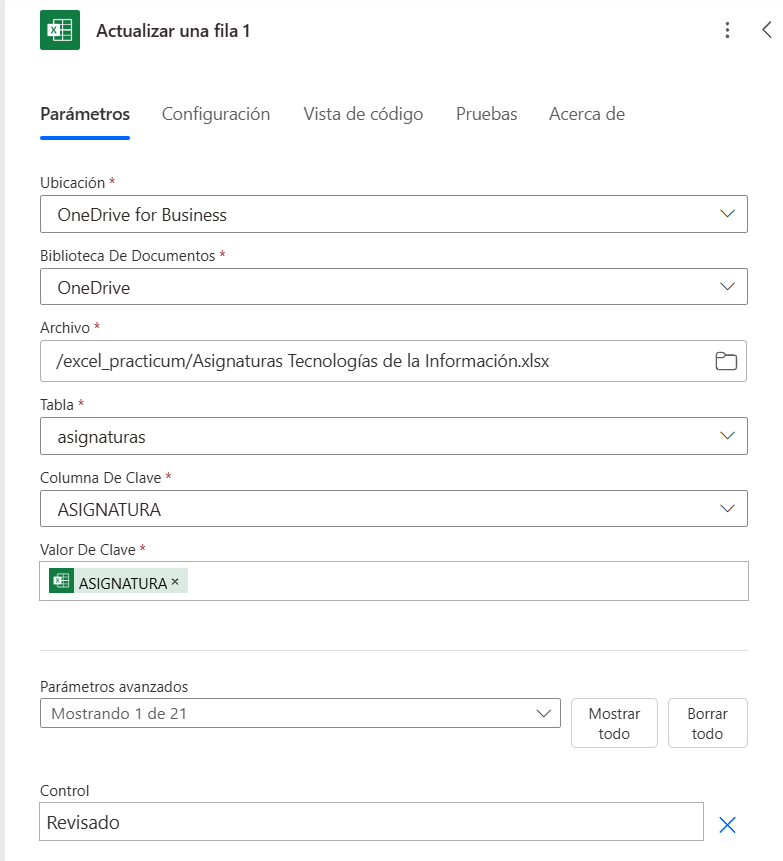 Actualizar una fila 1
Parámetros Configuración Vista de código Pruebas Acerca de
Ubicación *
OneDrive for Business
Biblioteca De Documentos *
OneDrive
Archivo *
/excel_practicum/Asignaturas Tecnologías de la Información.xlsx
Tabla *
asignaturas
Columna De Clave *
ASIGNATURA
Valor De Clave *
ASIGNATURA ×
Parámetros avanzados
Mostrando 1 de 21
Mostrar
todo
Borrar
todo
Control
Revisado